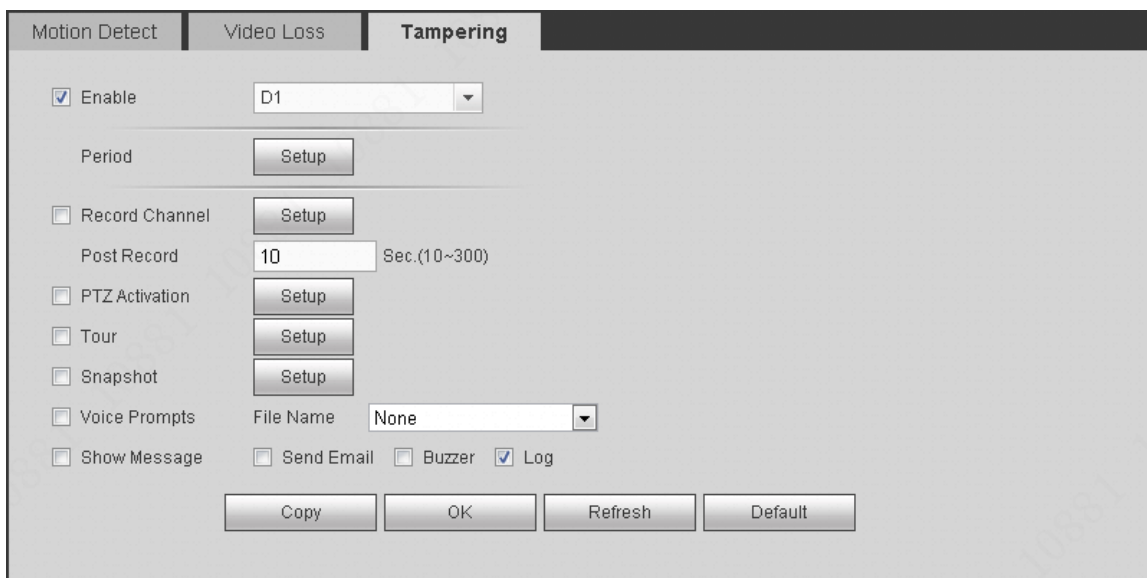 Motion Detect Video Loss Tampering
Enable D1
Period Setup
Record Channel Setup
Post Record 10 Sec.(10~300)
PTZ Activation Setup
Tour Setup
Snapshot Setup
Voice Prompts File Name None
Show Message Send Email Buzzer Log
Copy OK Refresh Default
10881
10881